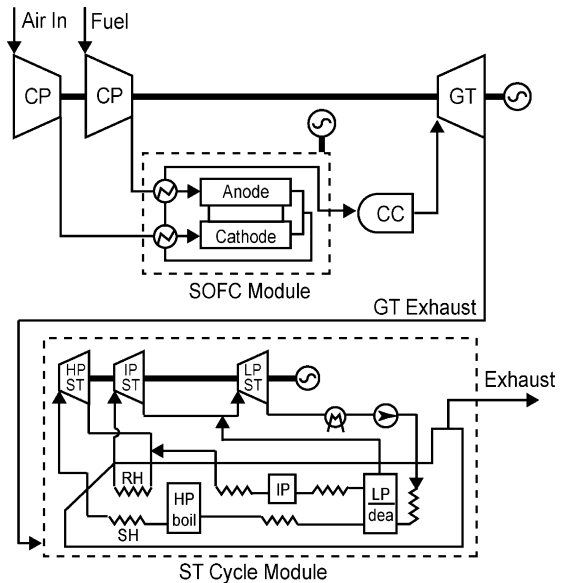 Air In
Fuel
CP
CP
GT
Anode
Cathode
CC
SOFC Module
GT Exhaust
HP
ST
IP
ST
LP
ST
Exhaust
RH
SH
HP
boil
IP
LP
dea
ST Cycle Module